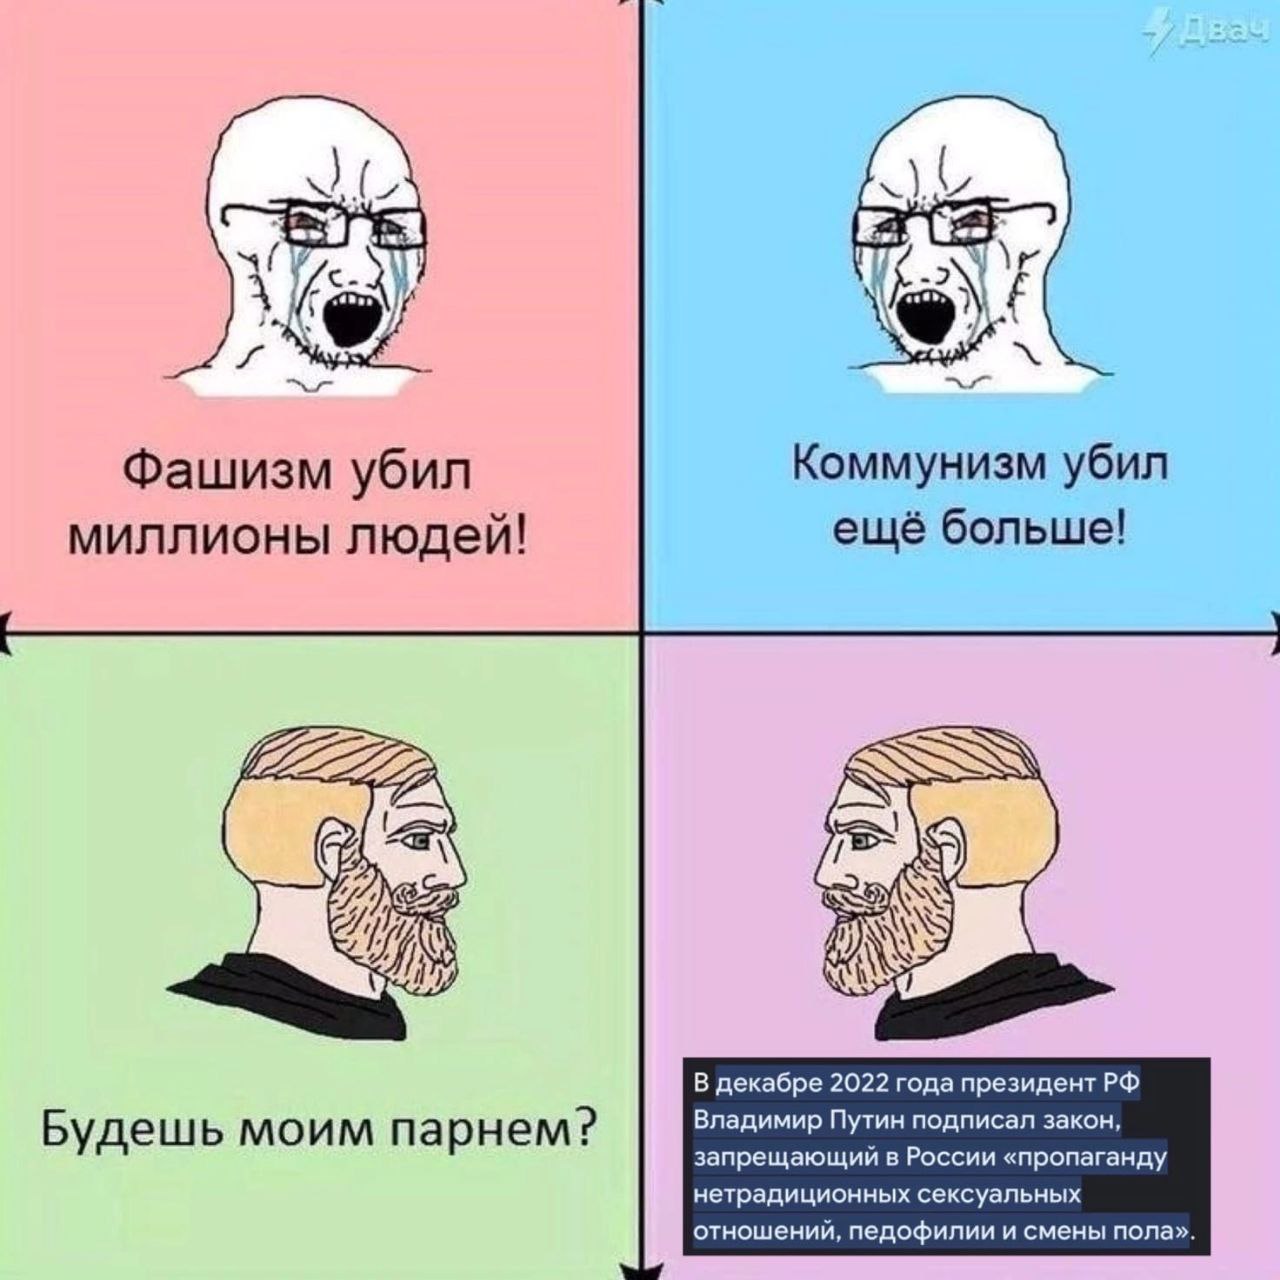 Двач
Фашизм убил
миллионы людей!
Коммунизм убил
ещё больше!
Будешь моим парнем?
В декабре 2022 года президент РФ
Владимир Путин подписал закон,
запрещающий в России «пропаганду
нетрадиционных сексуальных
отношений, педофилии и смены пола».